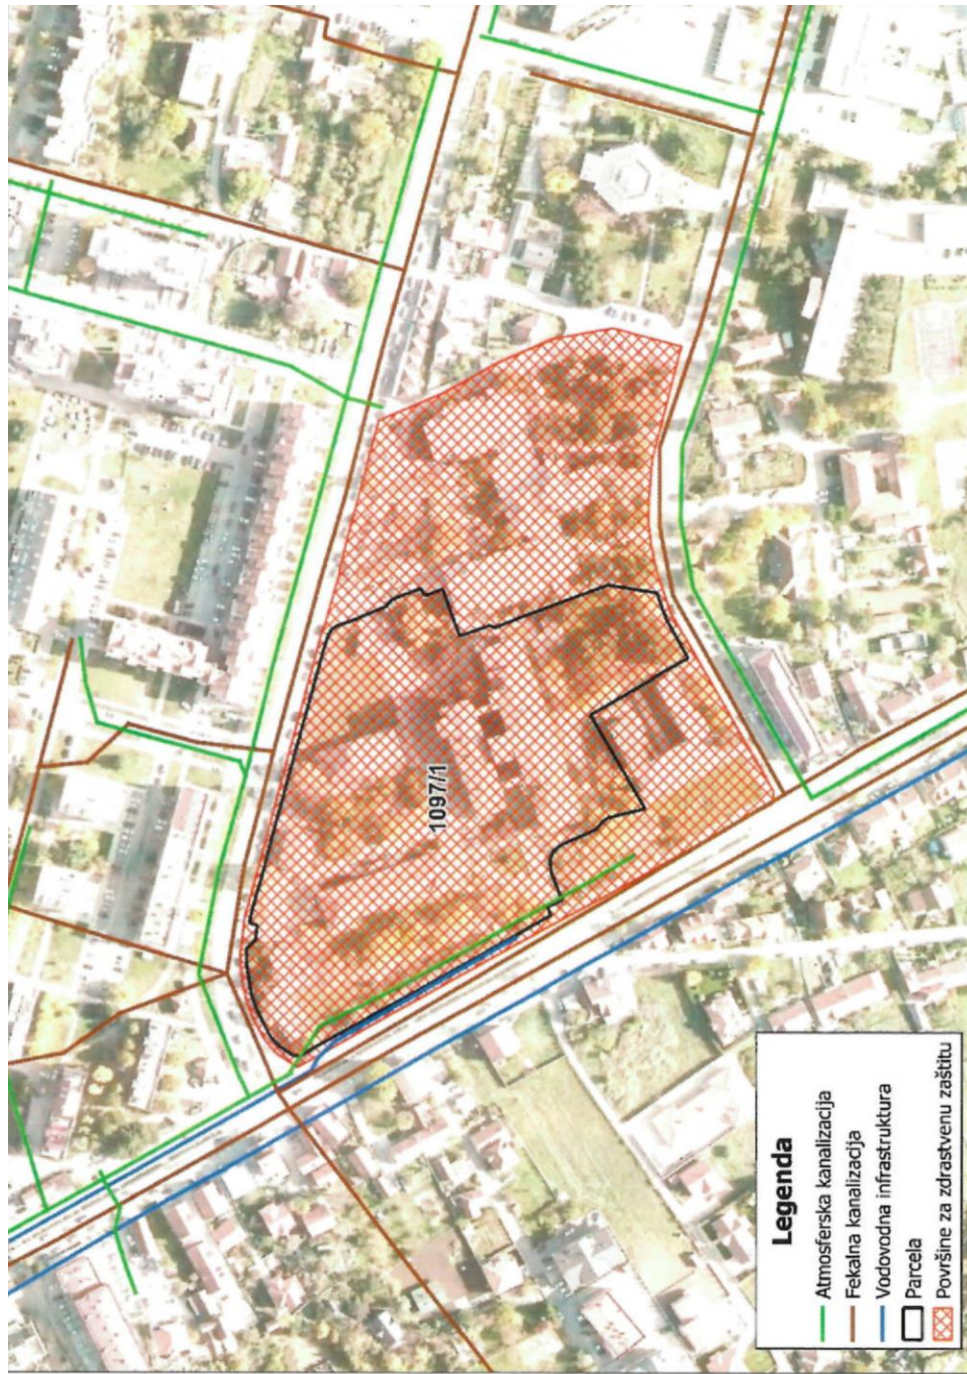 1097/1
Legenda
Atmosferska kanalizacija
Fekalna kanalizacija
Vodovodna infrastruktura
Parcela
Površine za zdrastvenu zaštitu